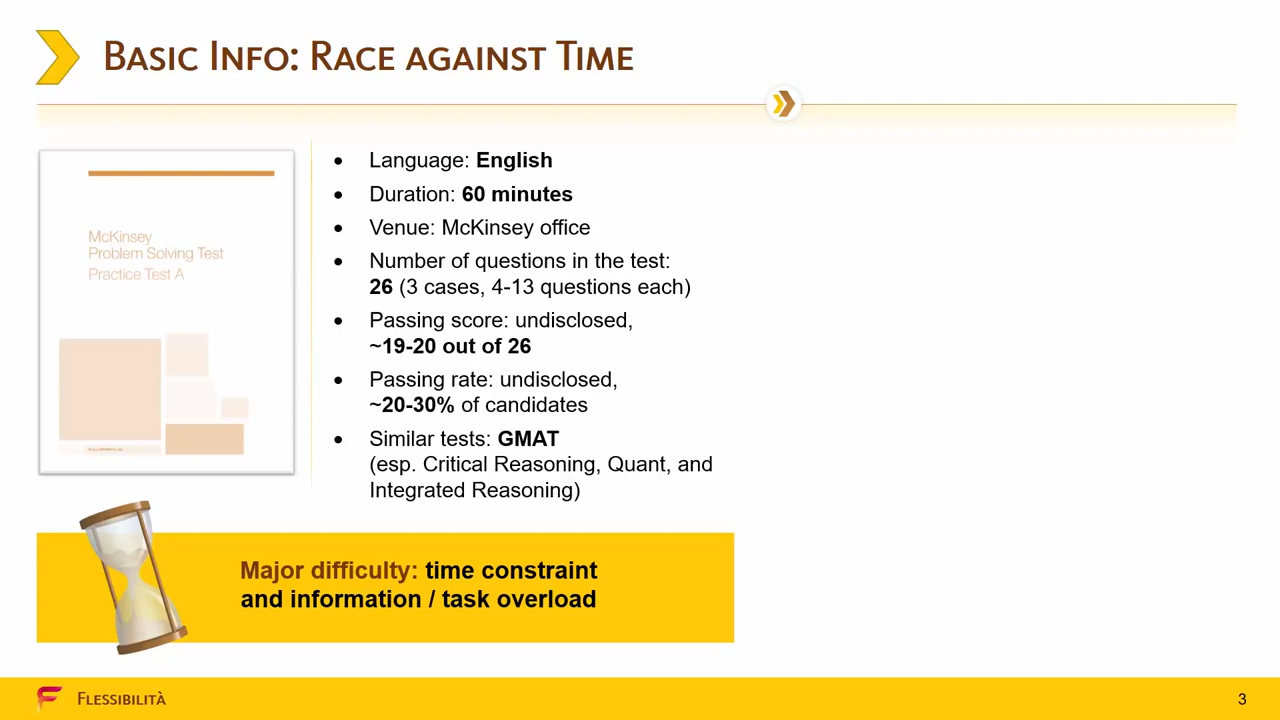 Basic Info: Race against Time
McKinsey
Problem Solving Test
Practice Test A
• Language: English
• Duration: 60 minutes
• Venue: McKinsey office
• Number of questions in the test:
26 (3 cases, 4-13 questions each)
• Passing score: undisclosed,
~19-20 out of 26
• Passing rate: undisclosed,
~20-30% of candidates
• Similar tests: GMAT
(esp. Critical Reasoning, Quant, and
Integrated Reasoning)
Major difficulty: time constraint
and information / task overload
Flessibilità
3